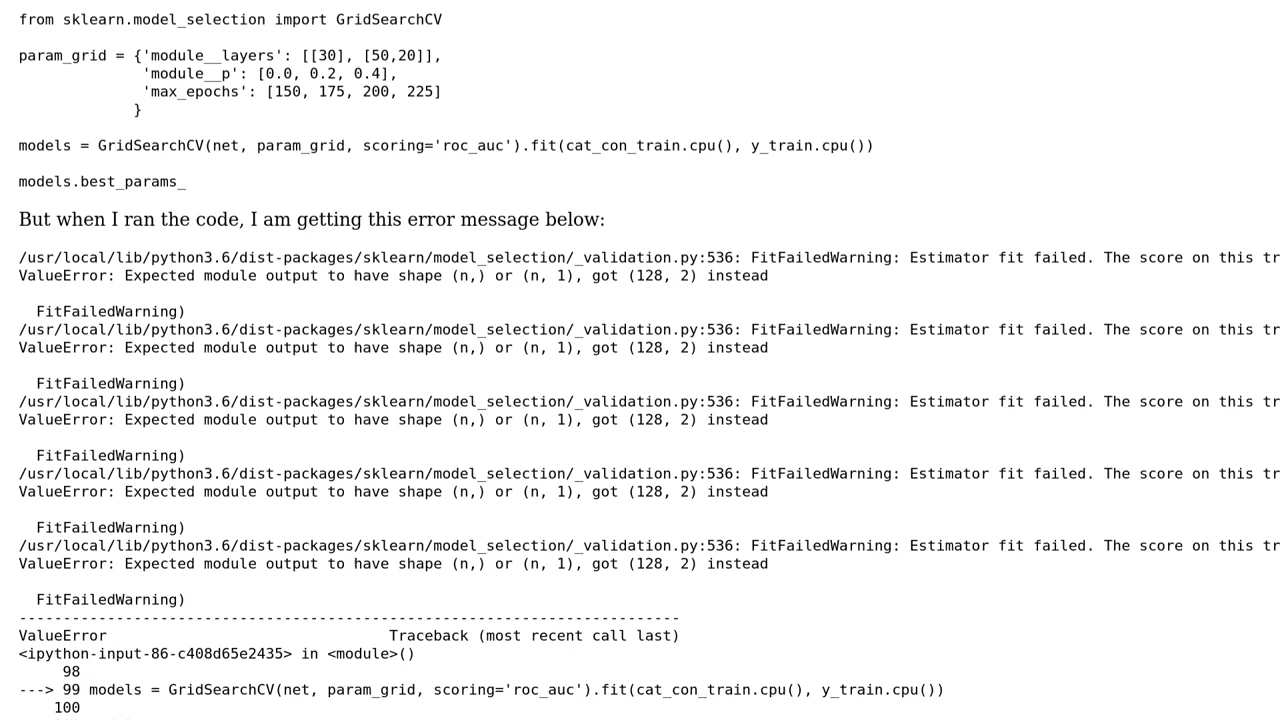 from sklearn.model_selection import GridSearchCV
param_grid = {'module__layers': [[30], [50,20]],
'module__p': [0.0, 0.2, 0.4],
'max_epochs': [150, 175, 200, 225]
}
models = GridSearchCV(net, param_grid, scoring='roc_auc').fit(cat_con_train.cpu(), y_train.cpu())
models.best_params_
But when I ran the code, I am getting this error message below:
/usr/local/lib/python3.6/dist-packages/sklearn/model_selection/_validation.py:536: FitFailedWarning: Estimator fit failed. The score on this tr
ValueError: Expected module output to have shape (n,) or (n, 1), got (128, 2) instead
FitFailedWarning)
/usr/local/lib/python3.6/dist-packages/sklearn/model_selection/_validation.py:536: FitFailedWarning: Estimator fit failed. The score on this tr
ValueError: Expected module output to have shape (n,) or (n, 1), got (128, 2) instead
FitFailedWarning)
/usr/local/lib/python3.6/dist-packages/sklearn/model_selection/_validation.py:536: FitFailedWarning: Estimator fit failed. The score on this tr
ValueError: Expected module output to have shape (n,) or (n, 1), got (128, 2) instead
FitFailedWarning)
/usr/local/lib/python3.6/dist-packages/sklearn/model_selection/_validation.py:536: FitFailedWarning: Estimator fit failed. The score on this tr
ValueError: Expected module output to have shape (n,) or (n, 1), got (128, 2) instead
FitFailedWarning)
/usr/local/lib/python3.6/dist-packages/sklearn/model_selection/_validation.py:536: FitFailedWarning: Estimator fit failed. The score on this tr
ValueError: Expected module output to have shape (n,) or (n, 1), got (128, 2) instead
FitFailedWarning)
---------------------------------------------------------------------------
ValueError                                Traceback (most recent call last)
<ipython-input-86-c408d65e2435> in <module>()
98
---> 99 models = GridSearchCV(net, param_grid, scoring='roc_auc').fit(cat_con_train.cpu(), y_train.cpu())
100